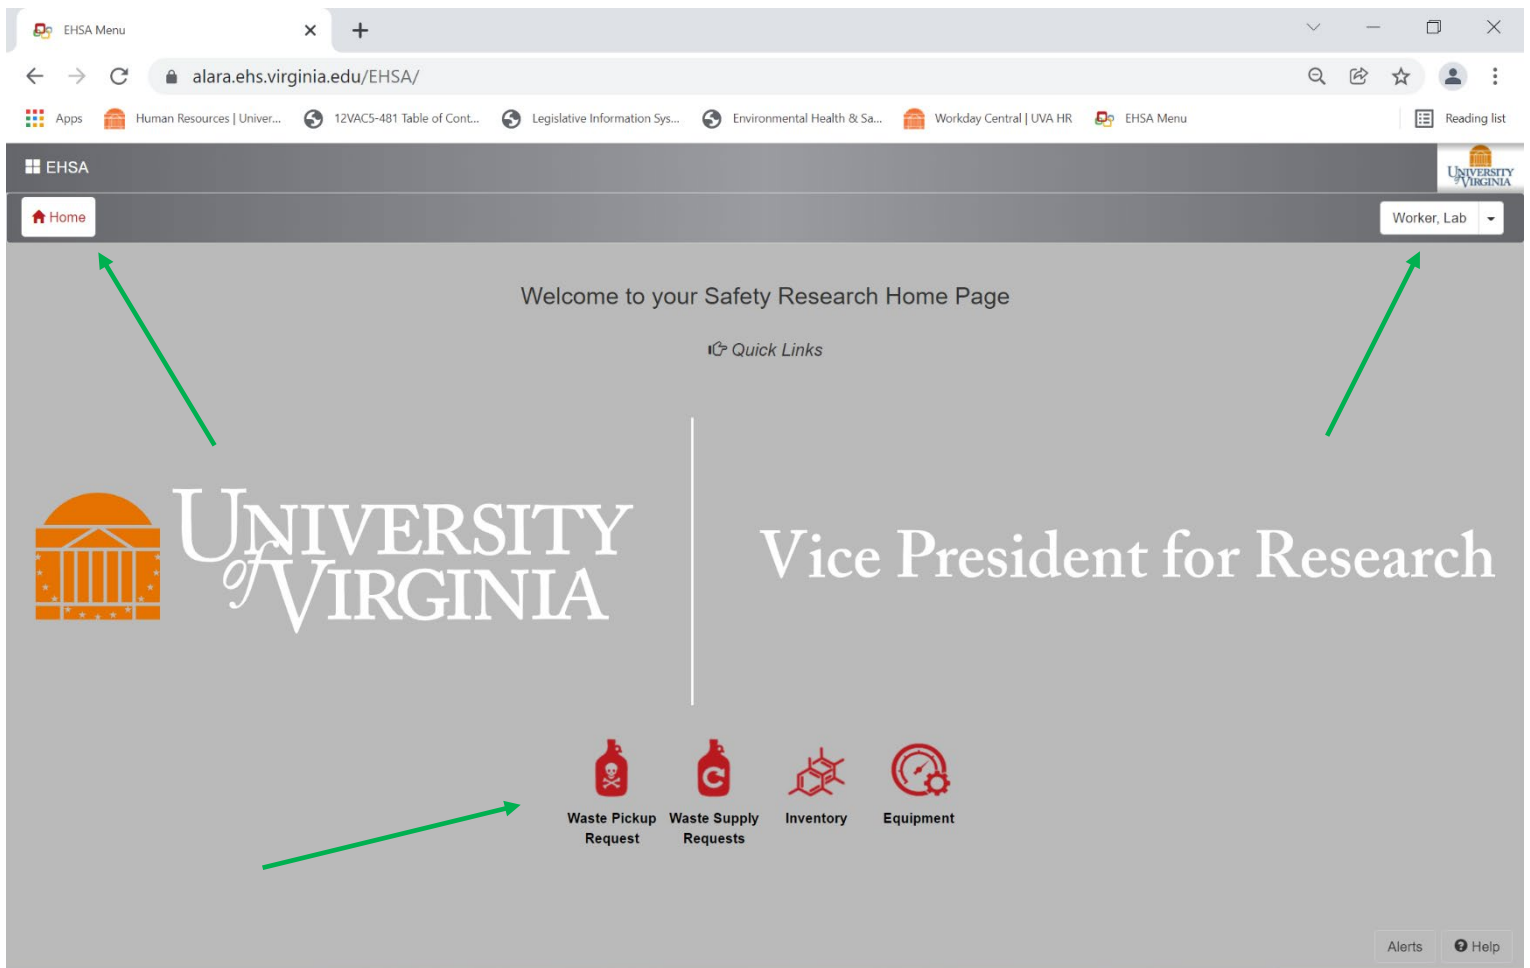 EHSA Menu
alara.ehs.virginia.edu/EHSA/
Apps Human Resources | Univer... 12VAC5-481 Table of Cont... Legislative Information Sys... Environmental Health & Sa... Workday Central | UVA HR EHSA Menu Reading list
EHSA
UNIVERSITY
of VIRGINIA
Home Worker, Lab
Welcome to your Safety Research Home Page
Quick Links
UNIVERSITY
of VIRGINIA
Vice President for Research
Waste Pickup Request
Waste Supply Requests
Inventory
Equipment
Alerts Help